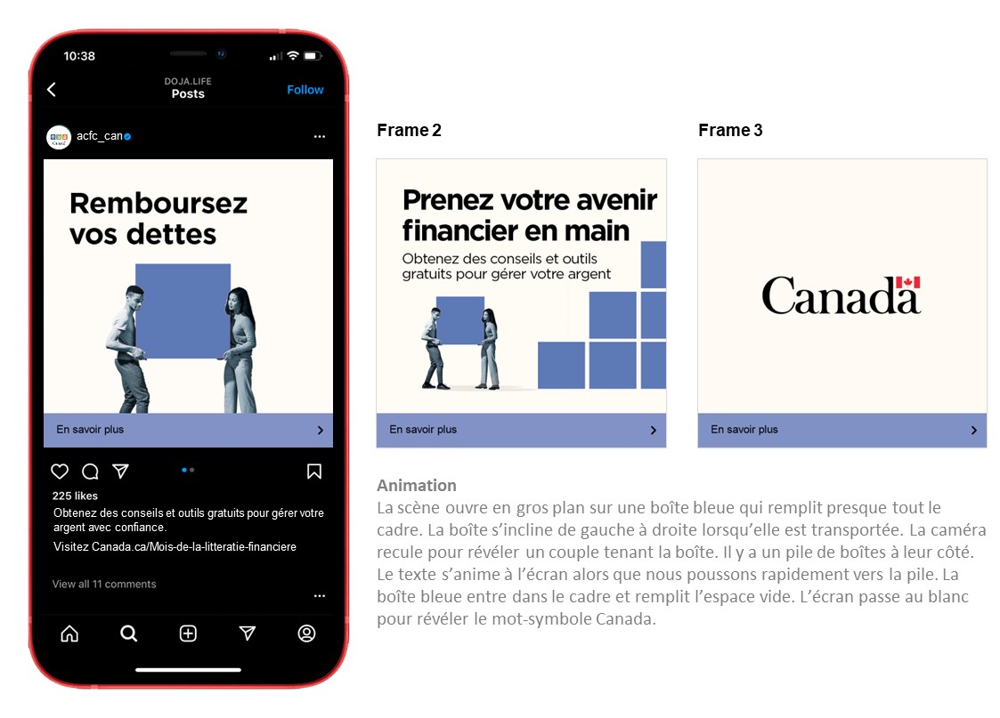 10:38
DOJA.LIFE
Posts
Follow
acfc_can
Remboursez
vos dettes
En savoir plus
225 likes
Obtenez des conseils et outils gratuits pour gérer votre
argent avec confiance.
Visitez Canada.ca/Mois-de-la-litteratie-financiere
View all 11 comments
Frame 2
Prenez votre avenir
financier en main
Obtenez des conseils et outils
gratuits pour gérer votre argent
En savoir plus
Frame 3
Canada
En savoir plus
Animation
La scène ouvre en gros plan sur une boîte bleue qui remplit presque tout le
cadre. La boîte s’incline de gauche à droite lorsqu’elle est transportée. La caméra
recule pour révéler un couple tenant la boîte. Il y a un pile de boîtes à leur côté.
Le texte s’anime à l’écran alors que nous poussons rapidement vers la pile. La
boîte bleue entre dans le cadre et remplit l’espace vide. L’écran passe au blanc
pour révéler le mot-symbole Canada.